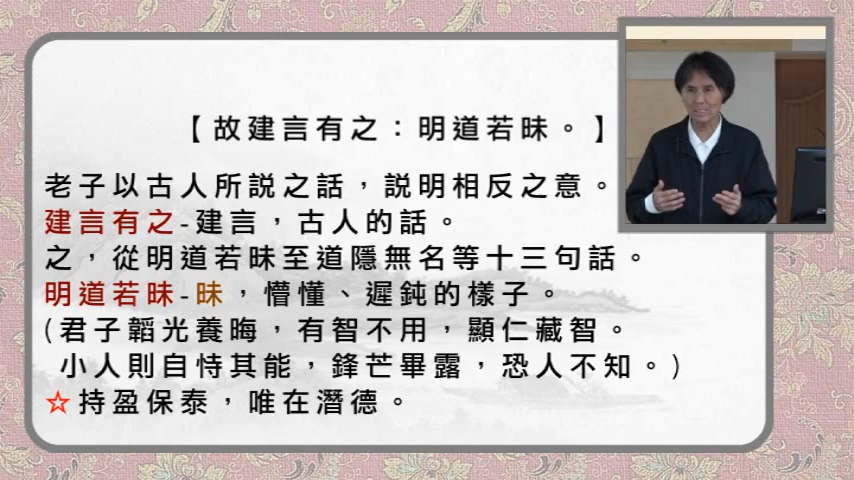 【故建言有之：明道若昧。】
老子以古人所說之話，說明相反之意。
建言有之-建言，古人的話。
之，從明道若昧至道隱無名等十三句話。
明道若昧-昧，懵懂、遲鈍的樣子。
(君子韜光養晦，有智不用，顯仁藏智。
小人則自恃其能，鋒芒畢露，恐人不知。)
☆持盈保泰，唯在潛德。